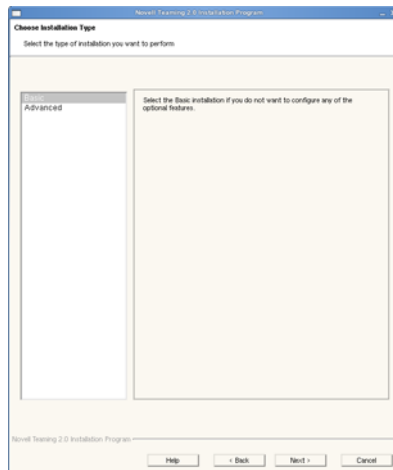 Novell Teaming 2.0 Installation Program
Choose Installation Type
Select the type of installation you want to perform
Basic
Advanced
Select the Basic installation if you do not want to configure any of the
optional features.
Novell Teaming 2.0 Installation Program
Help
< Back
Next >
Cancel